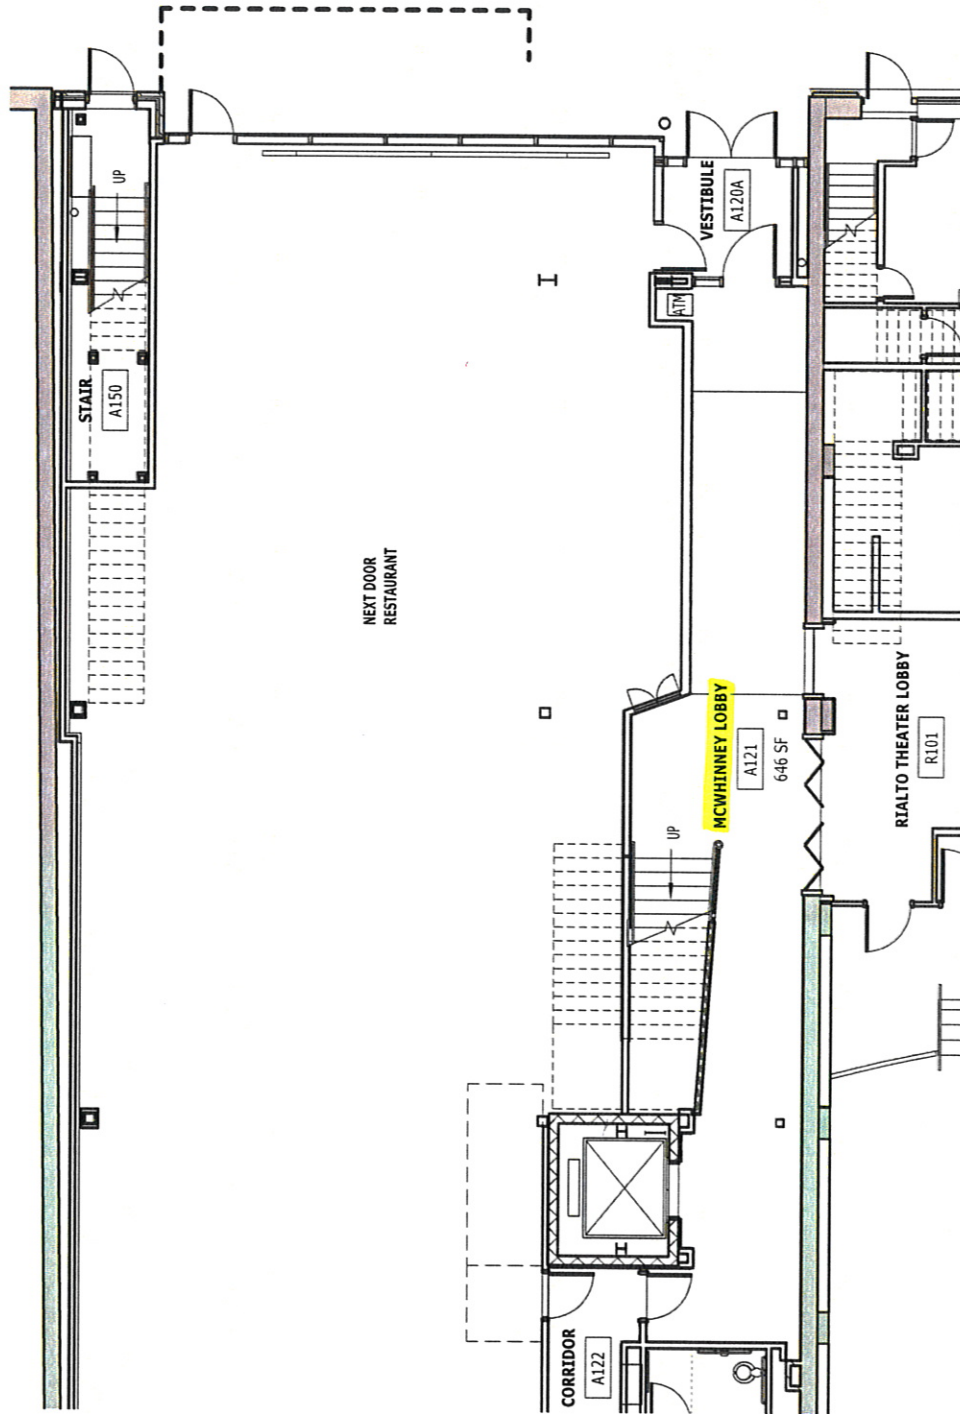 UP
STAIR
A150
NEXT DOOR
RESTAURANT
VESTIBULE
A120A
ATM
MCWHINNEY LOBBY
A121
646 SF
UP
RIALTO THEATER LOBBY
R101
CORRIDOR
A122